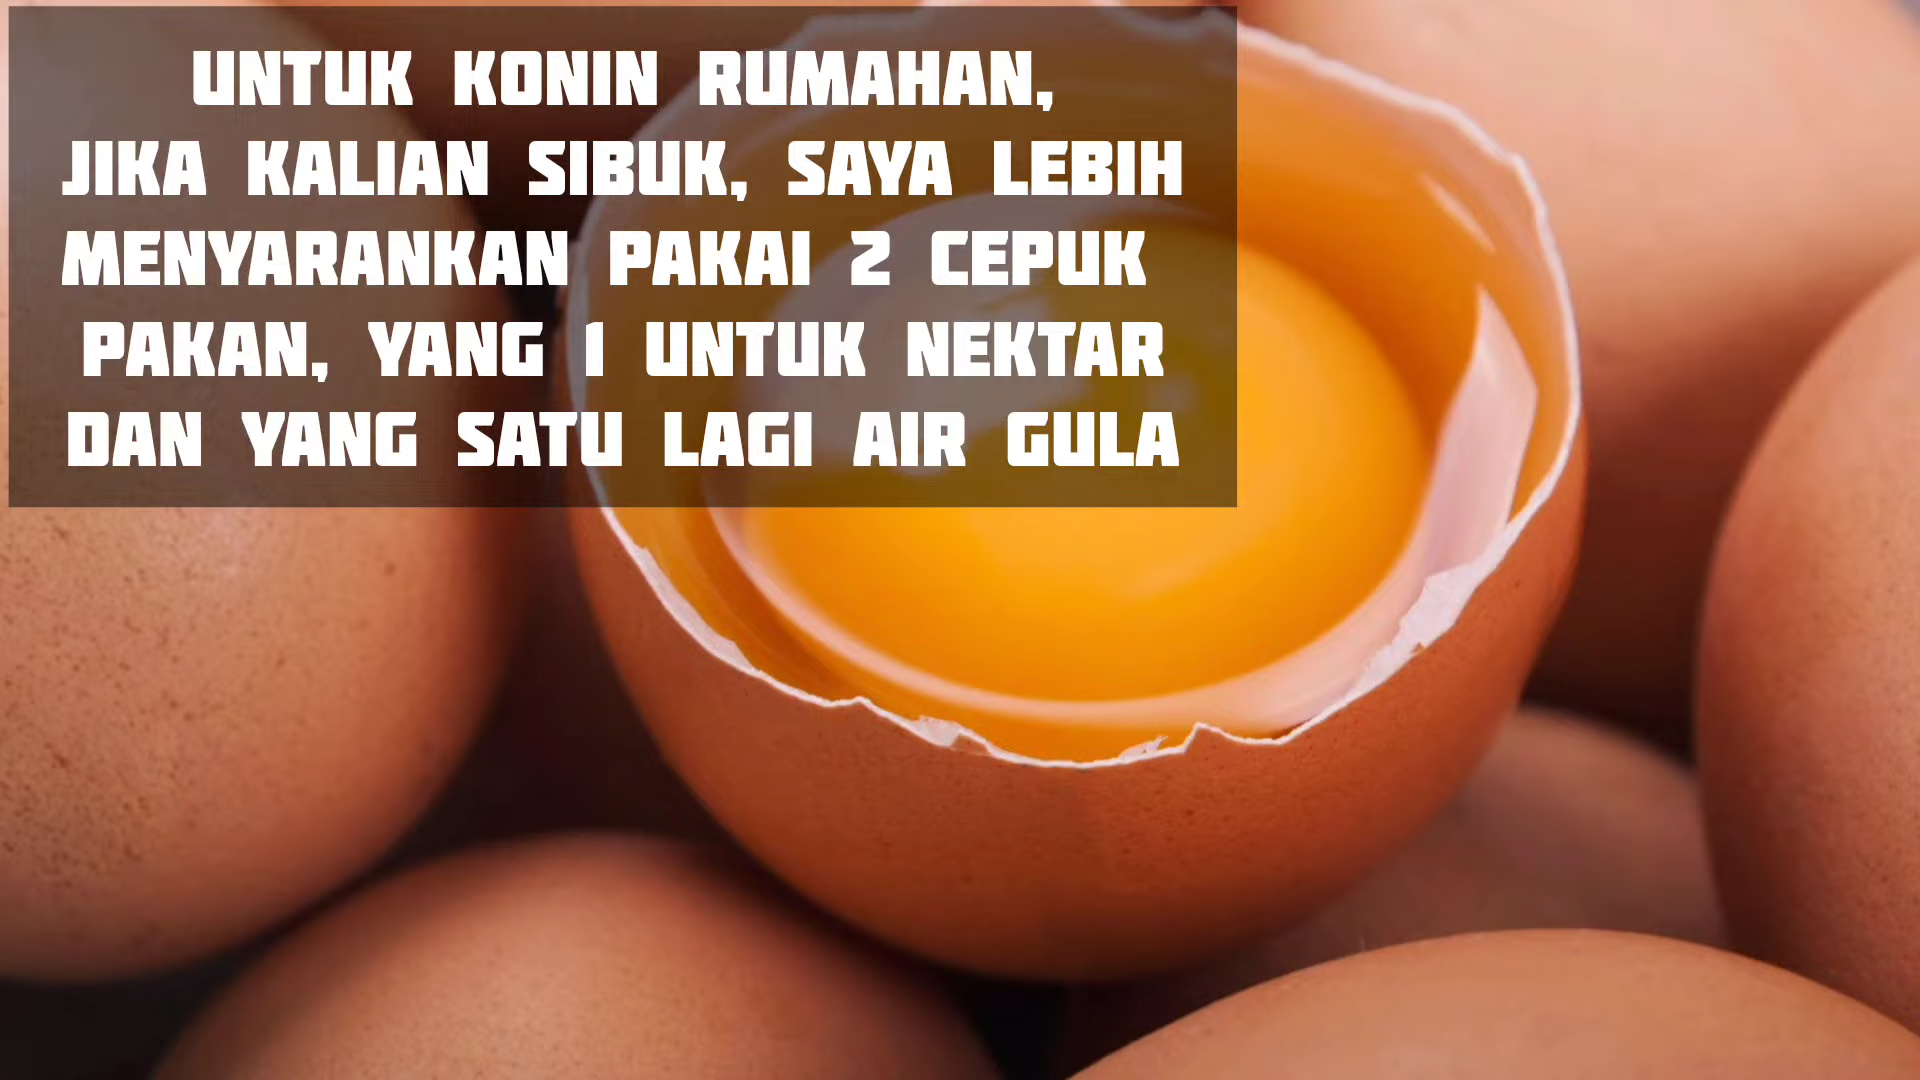 UNTUK KONIN RUMAHAN,
JIKA KALIAN SIBUK, SAYA LEBIH
MENYARANKAN PAKAI 2 CEPUK
PAKAN, YANG 1 UNTUK NEKTAR
DAN YANG SATU LAGI AIR GULA